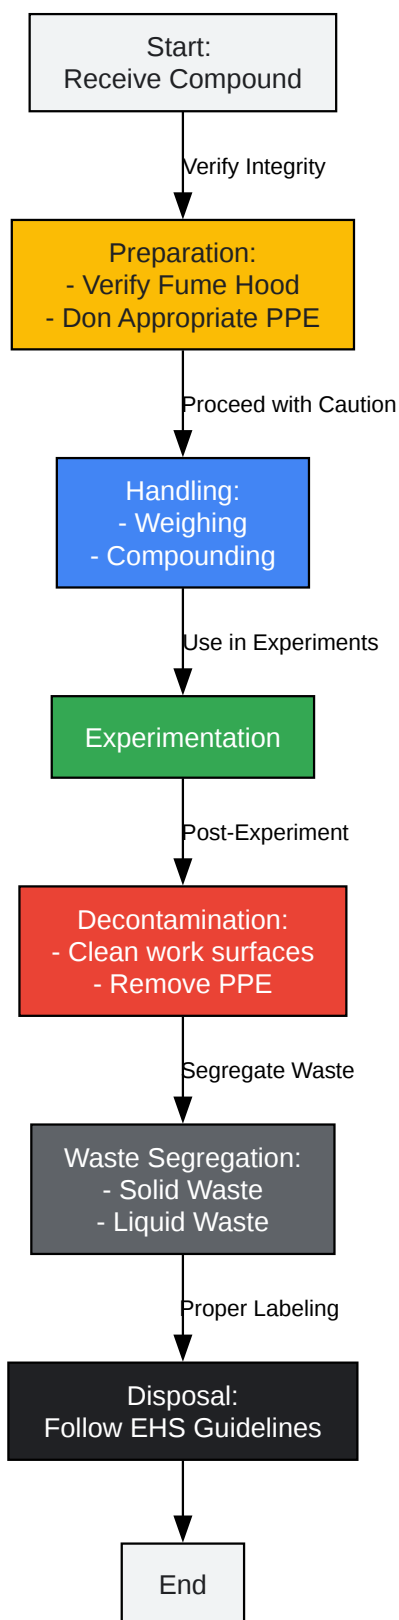 Start:
Receive Compound
Verify Integrity
Preparation:
- Verify Fume Hood
- Don Appropriate PPE
Proceed with Caution
Handling:
- Weighing
- Compounding
Use in Experiments
Experimentation
Post-Experiment
Decontamination:
- Clean work surfaces
- Remove PPE
Segregate Waste
Waste Segregation:
- Solid Waste
- Liquid Waste
Proper Labeling
Disposal:
Follow EHS Guidelines
End